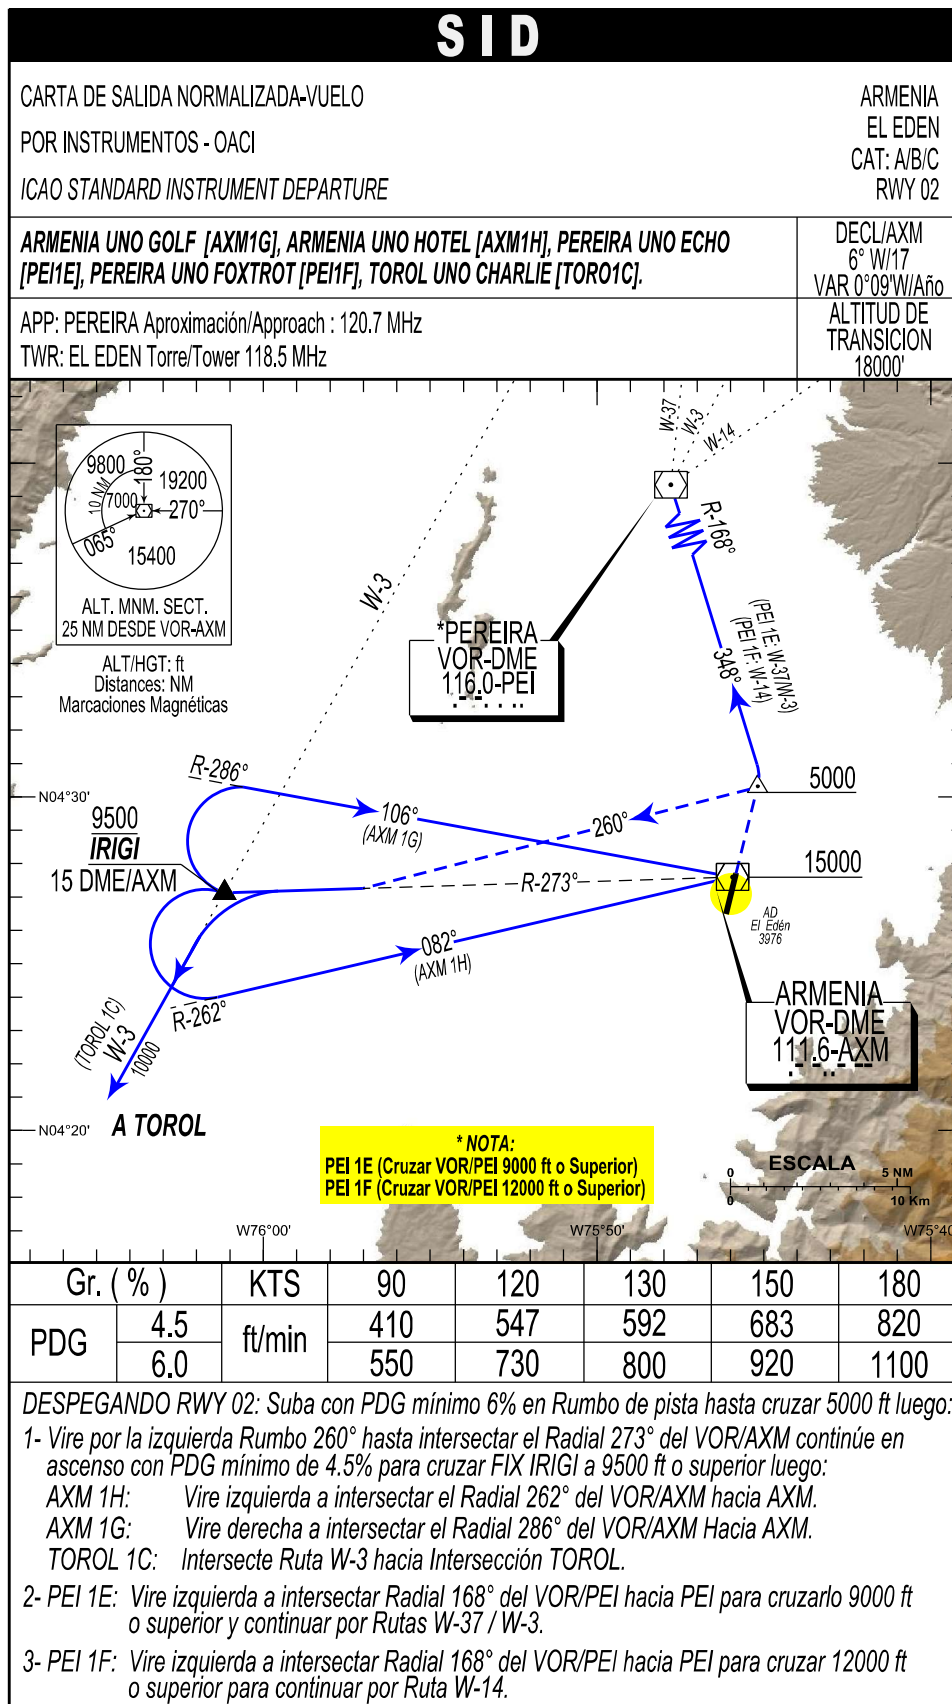 SID
CARTA DE SALIDA NORMALIZADA-VUELO
POR INSTRUMENTOS - OACI
ICAO STANDARD INSTRUMENT DEPARTURE
ARMENIA
EL EDEN
CAT: A/B/C
RWY 02
ARMENIA UNO GOLF [AXM1G], ARMENIA UNO HOTEL [AXM1H], PEREIRA UNO ECHO
[PEI1E], PEREIRA UNO FOXTROT [PEI1F], TOROL UNO CHARLIE [TORO1C].
DECL/AXM
6° W/17
VAR 0°09'W/Año
APP: PEREIRA Aproximación/Approach : 120.7 MHz
TWR: EL EDEN Torre/Tower 118.5 MHz
ALTITUD DE
TRANSICION
18000'
W-37
W-3
W-14
9800
180°
19200
10 NM
7000
270°
065°
15400
ALT. MNM. SECT.
25 NM DESDE VOR-AXM
ALT/HGT: ft
Distances: NM
Marcaciones Magnéticas
W-3
R-168°
*PEREIRA
VOR-DME
116.0-PEI
348°
(PEI 1E: W-37/W-3)
(PEI 1F: W-14)
R-286°
5000
N04°30'
9500
IRIGI
15 DME/AXM
106°
(AXM 1G)
260°
15000
R-273°
AD
El Edén
3976
082°
(AXM 1H)
R-262°
ARMENIA
VOR-DME
111.6-AXM
(TOROL 1C)
W-3
10000
N04°20'
A TOROL
* NOTA:
PEI 1E (Cruzar VOR/PEI 9000 ft o Superior)
PEI 1F (Cruzar VOR/PEI 12000 ft o Superior)
0 ESCALA 5 NM
0 10 Km
W76°00'
W75°50'
W75°40
Gr. ( % ) KTS 90 120 130 150 180
PDG 4.5 ft/min 410 547 592 683 820
6.0 550 730 800 920 1100
DESPEGANDO RWY 02: Suba con PDG mínimo 6% en Rumbo de pista hasta cruzar 5000 ft luego:
1- Vire por la izquierda Rumbo 260° hasta intersectar el Radial 273° del VOR/AXM continúe en
ascenso con PDG mínimo de 4.5% para cruzar FIX IRIGI a 9500 ft o superior luego:
AXM 1H: Vire izquierda a intersectar el Radial 262° del VOR/AXM hacia AXM.
AXM 1G: Vire derecha a intersectar el Radial 286° del VOR/AXM Hacia AXM.
TOROL 1C: Intersecte Ruta W-3 hacia Intersección TOROL.
2- PEI 1E: Vire izquierda a intersectar Radial 168° del VOR/PEI hacia PEI para cruzarlo 9000 ft
o superior y continuar por Rutas W-37 / W-3.
3- PEI 1F: Vire izquierda a intersectar Radial 168° del VOR/PEI hacia PEI para cruzar 12000 ft
o superior para continuar por Ruta W-14.